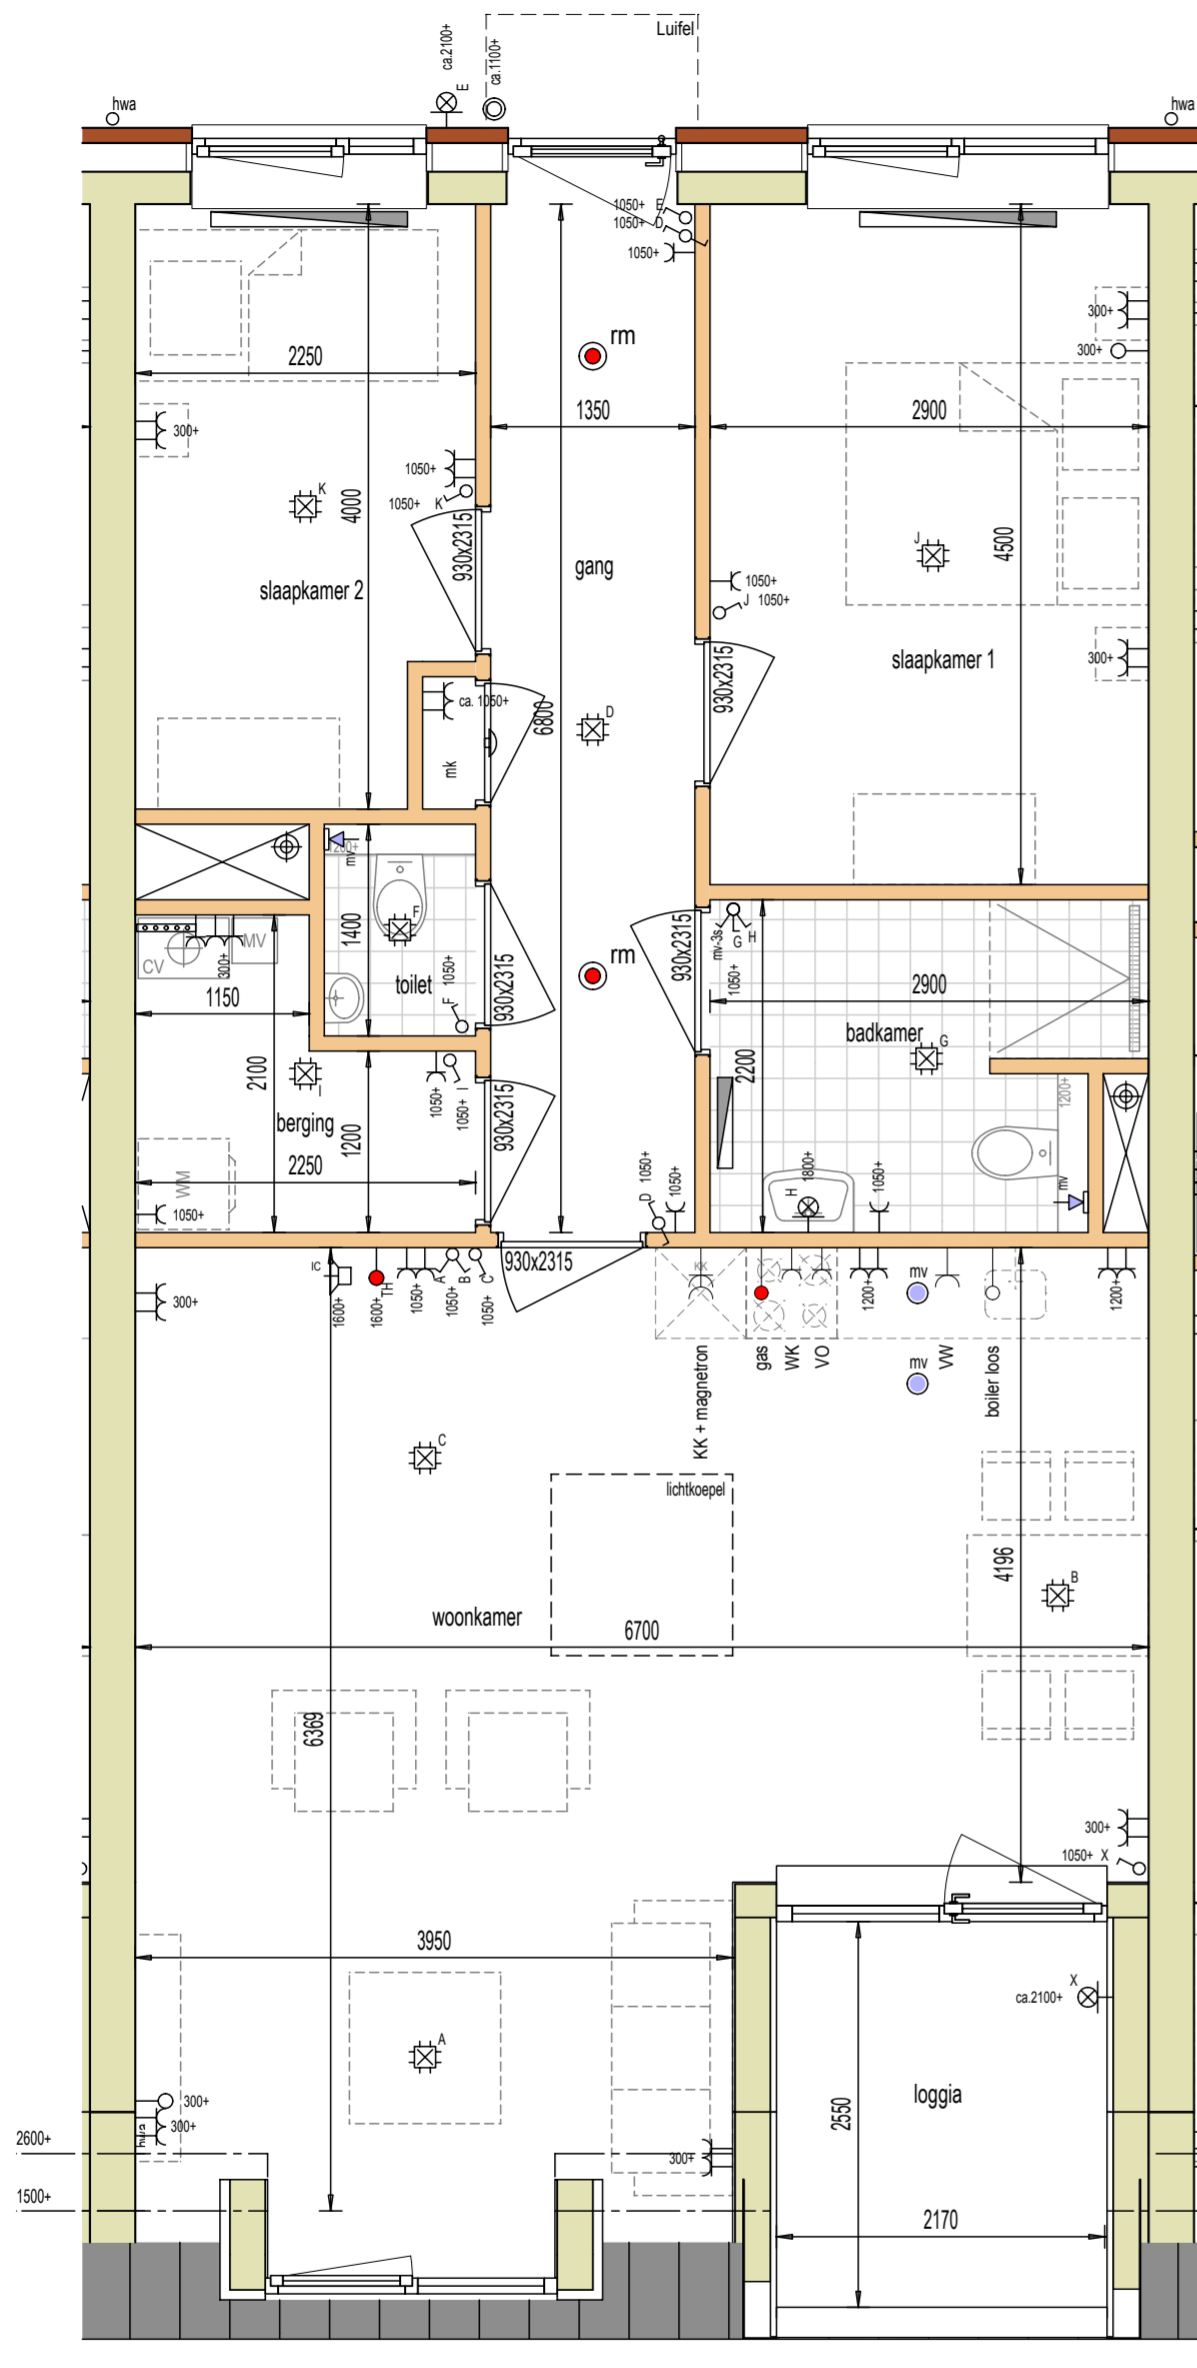 Luifel
ca.2100+
E
ca.1100+
hwa
hwa
1050+ E
1050+ D
1050+
rm
2250
1350
2900
300+
300+
300+
1050+
1050+ K
K
4000
930x2315
gang
slaapkamer 2
J
4500
1050+
J 1050+
slaapkamer 1
300+
930x2315
ca. 1050+
6800
D
mk
mv
1200+
F
1400
toilet
1050+
F
930x2315
rm
930x2315
mv-3s
G H
1050+
2900
badkamer
G
2200
CV
MV
300+
1150
2100
I
berging
1200
1050+
1050+ I
930x2315
2250
WM
1050+
D 1050+
1050+
H
1800+
1050+
1200+
mv
930x2315
IC
1600+
TH
1600+
1050+
A
B
1050+
C
1050+
300+
KK
KK + magnetron
gas
WK
VO
1200+
mv
mv
VW
boiler loos
1200+
C
lichtkoepel
4196
B
woonkamer
6700
6369
300+
1050+ X
3950
X
ca.2100+
A
loggia
2550
300+
300+
hwa
300+
2600+
1500+
2170